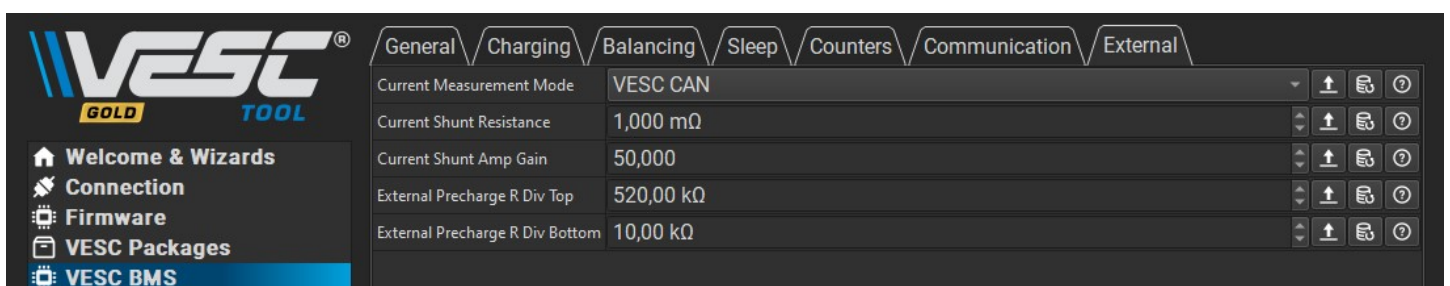 VESC®
GOLD TOOL
Welcome & Wizards
Connection
Firmware
VESC Packages
VESC BMS
General Charging Balancing Sleep Counters Communication External
Current Measurement Mode VESC CAN
Current Shunt Resistance 1,000 mΩ
Current Shunt Amp Gain 50,000
External Precharge R Div Top 520,00 kΩ
External Precharge R Div Bottom 10,00 kΩ